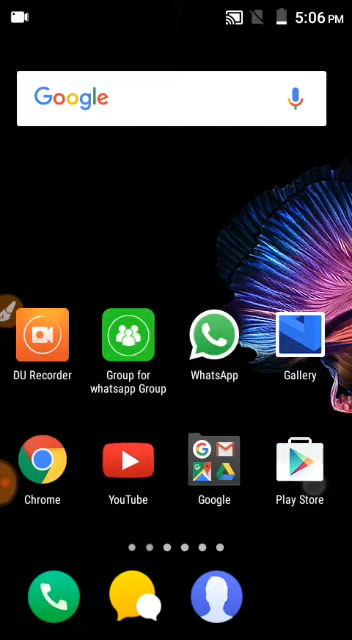 5:06 PM
Google
DU Recorder
Group for
whatsapp Group
WhatsApp
Gallery
Chrome
YouTube
Google
Play Store